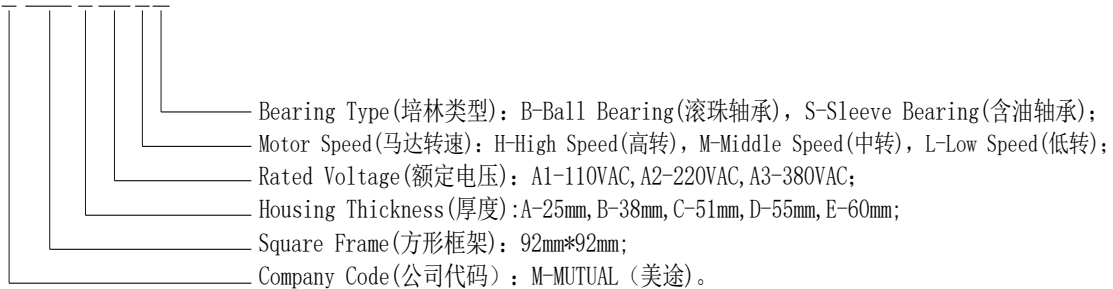 Bearing Type(培林类型): B-Ball Bearing(滚珠轴承), S-Sleeve Bearing(含油轴承);
Motor Speed(马达转速): H-High Speed(高转), M-Middle Speed(中转), L-Low Speed(低转);
Rated Voltage(额定电压): A1-110VAC,A2-220VAC,A3-380VAC;
Housing Thickness(厚度):A-25mm,B-38mm,C-51mm,D-55mm,E-60mm;
Square Frame(方形框架): 92mm*92mm;
Company Code(公司代码）: M-MUTUAL（美途)。